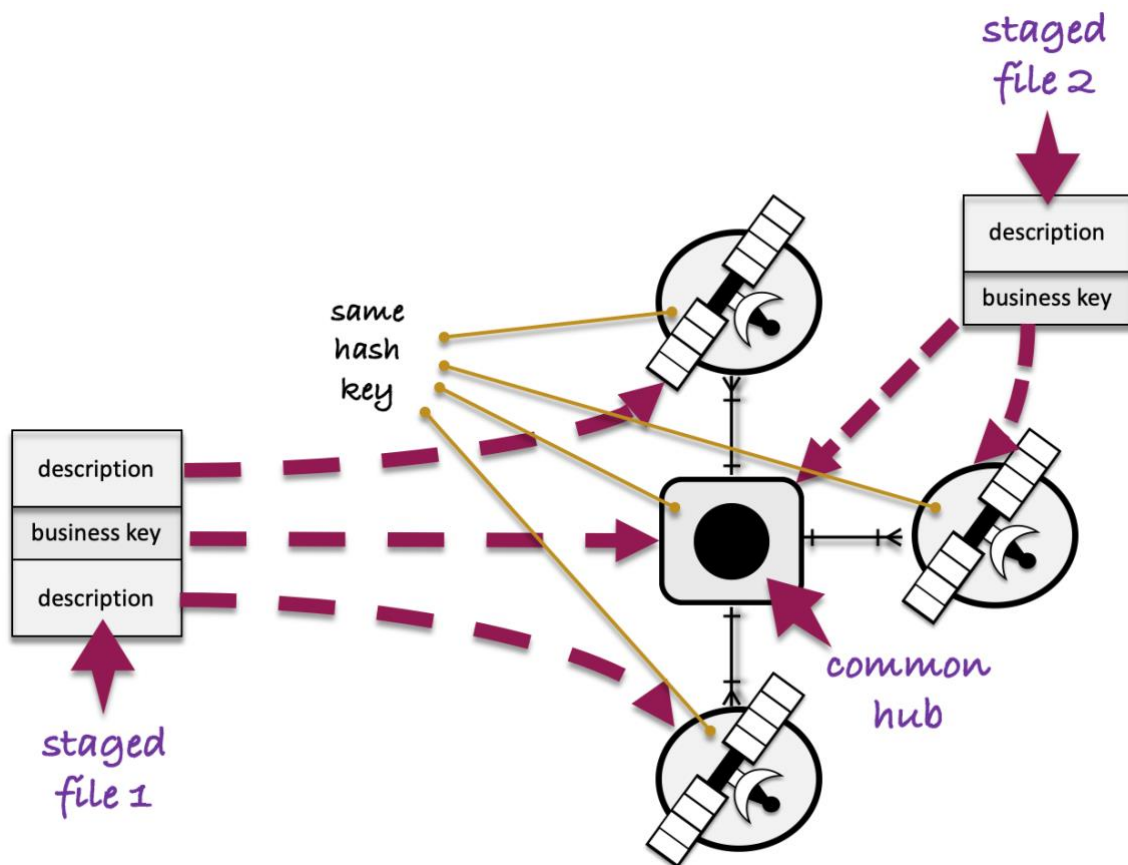 staged
file 2
description
business key
same
hash
key
description
business key
description
common
hub
staged
file 1